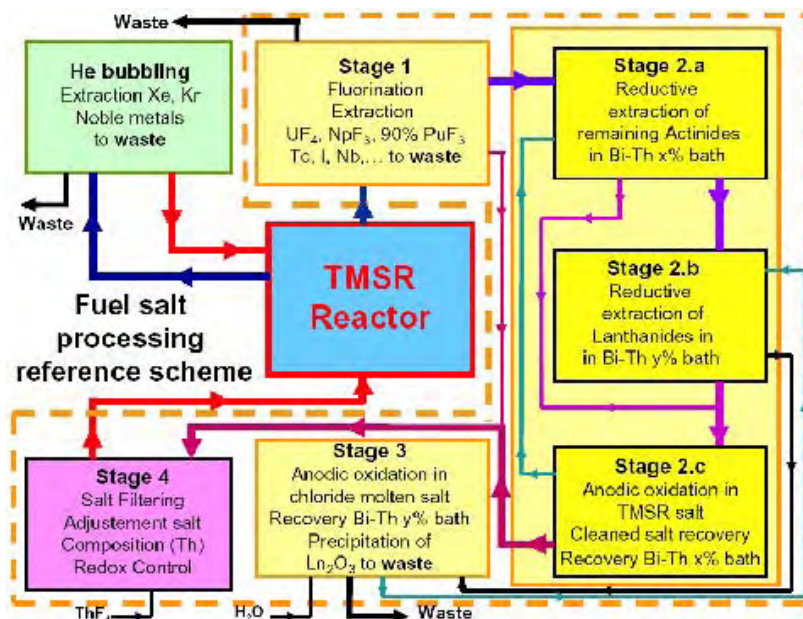 Waste
He bubbling
Extraction Xe, Kr
Noble metals
to waste
Waste
Stage 1
Fluorination
Extraction
UF₄, NpF₃, 90% PuF₃
Tc, I, Nb,... to waste
Stage 2.a
Reductive
extraction of
remaining Actinides
in Bi-Th x% bath
TMSR
Reactor
Fuel salt
processing
reference scheme
Stage 2.b
Reductive
extraction of
Lanthanides in
in Bi-Th y% bath
Stage 4
Salt Filtering
Adjustement salt
Composition (Th)
Redox Control
Stage 3
Anodic oxidation in
chloride molten salt
Recovery Bi-Th y% bath
Precipitation of
Ln₂O₃ to waste
Stage 2.c
Anodic oxidation in
TMSR salt
Cleaned salt recovery
Recovery Bi-Th x% bath
ThF₄
H₂O
Waste